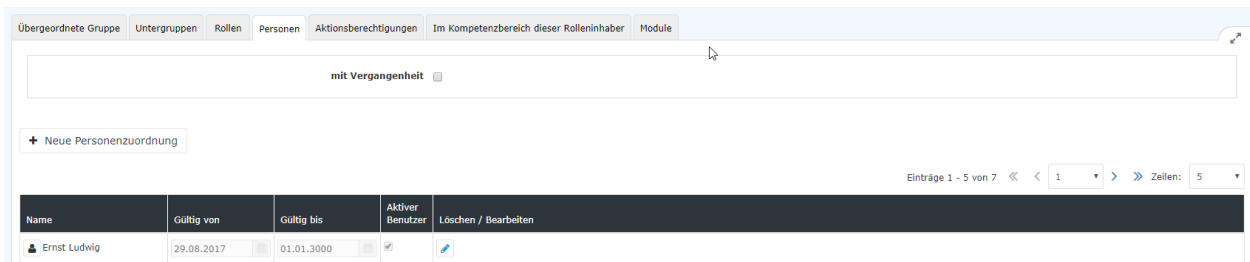 Übergeordnete Gruppe Untergruppen Rollen Personen Aktionsberechtigungen Im Kompetenzbereich dieser Rolleninhaber Module
mit Vergangenheit
+ Neue Personenzuordnung
Einträge 1 - 5 von 7 « < 1 > » Zeilen: 5
Name Gültig von Gültig bis Aktiver Benutzer Löschen / Bearbeiten
Ernst Ludwig 29.08.2017 01.01.3000